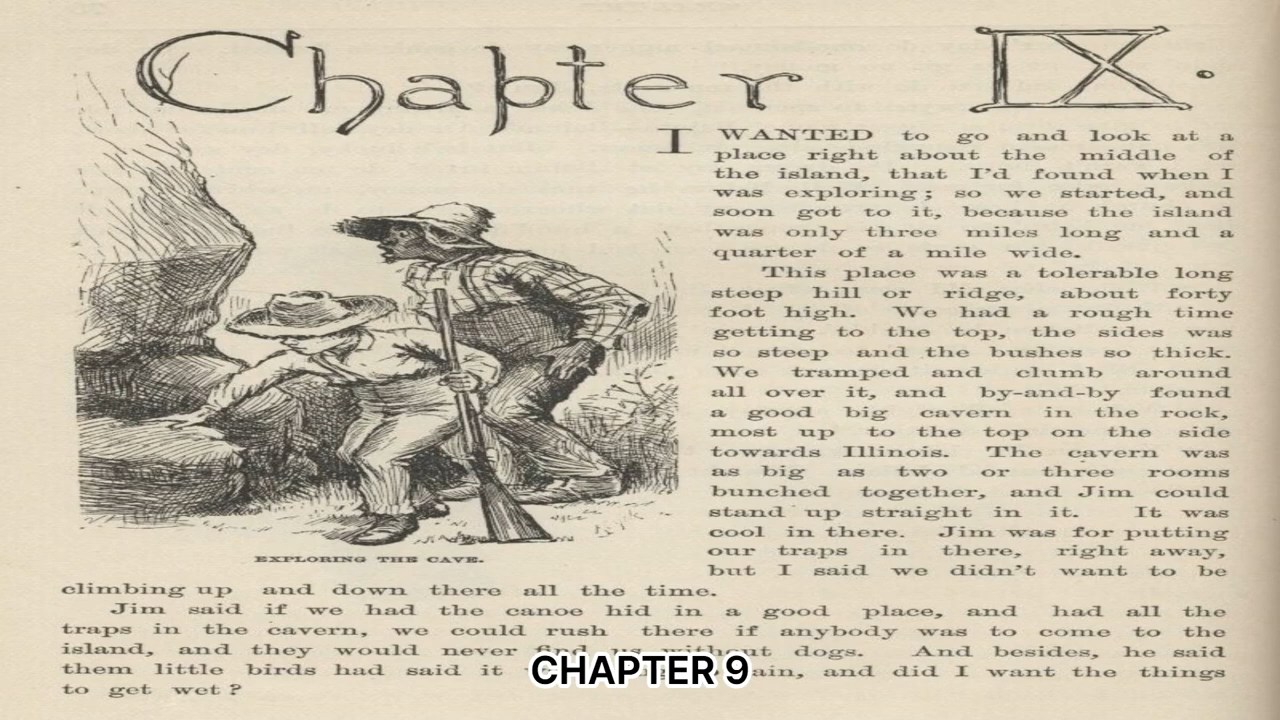 Chapter IX.
I WANTED to go and look at a
place right about the middle of
the island, that I'd found when I
was exploring; so we started, and
soon got to it, because the island
was only three miles long and a
quarter of a mile wide.
This place was a tolerable long
steep hill or ridge, about forty
foot high. We had a rough time
getting to the top, the sides was
so steep and the bushes so thick.
We tramped and clumb around
all over it, and by-and-by found
a good big cavern in the rock,
most up to the top on the side
towards Illinois. The cavern was
as big as two or three rooms
bunched together, and Jim could
stand up straight in it. It was
cool in there. Jim was for putting
our traps in there, right away,
but I said we didn't want to be
EXPLORING THE CAVE.
climbing up and down there all the time.
Jim said if we had the canoe hid in a good place, and had all the
traps in the cavern, we could rush there if anybody was to come to the
island, and they would never find us without dogs. And besides, he said
them little birds had said it ain, and did I want the things
to get wet?
CHAPTER 9